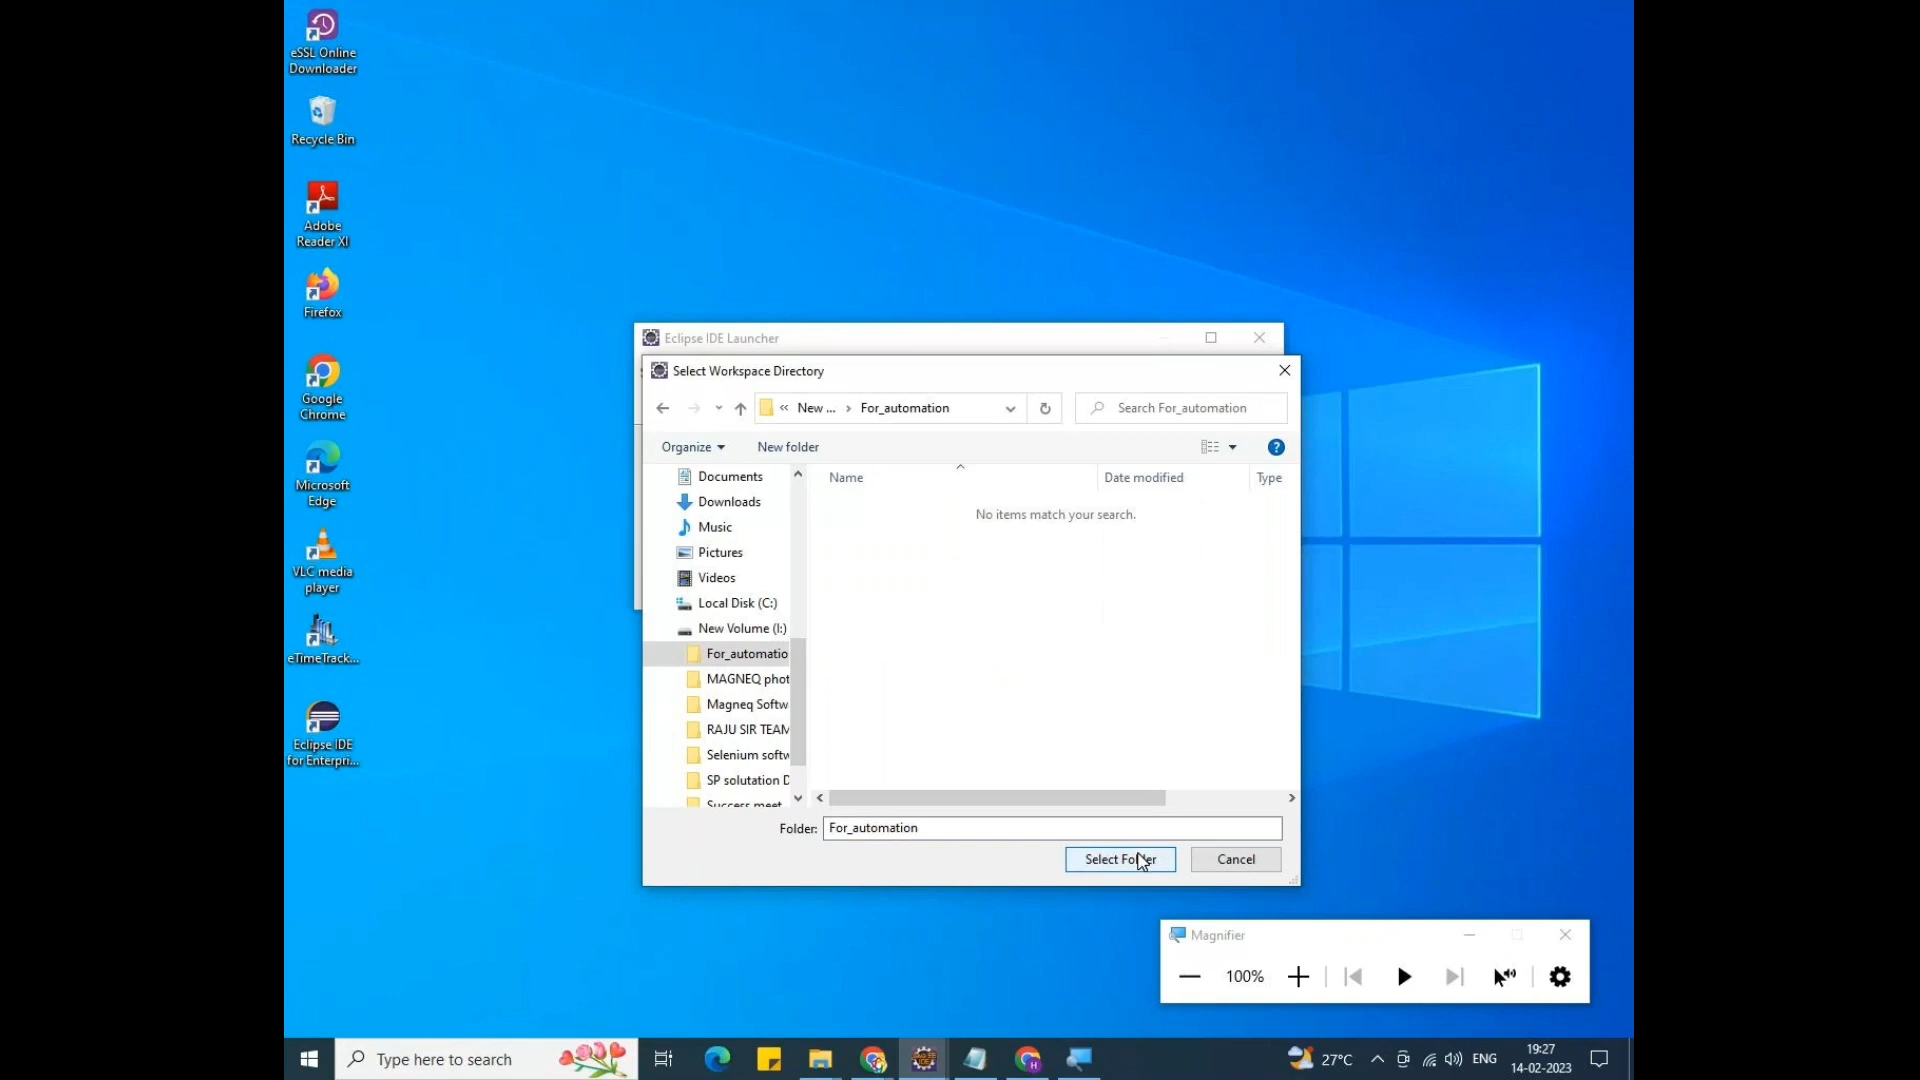 eSSL Online
Downloader
Recycle Bin
Adobe
Reader XI
Firefox
Google
Chrome
Microsoft
Edge
VLC media
player
eTimeTrack...
Eclipse IDE
for Enterpri...
Eclipse IDE Launcher
Select Workspace Directory
« New ... › For_automation
Search For_automation
Organize
New folder
Name
Date modified
Type
No items match your search.
Documents
Downloads
Music
Pictures
Videos
Local Disk (C:)
New Volume (I:)
For_automatio
MAGNEQ phot
Magneq Softw
RAJU SIR TEAM
Selenium softw
SP solutation D
Success meet
Folder: For_automation
Select Folder
Cancel
Magnifier
100%
Type here to search
27°C
ENG
19:27
14-02-2023